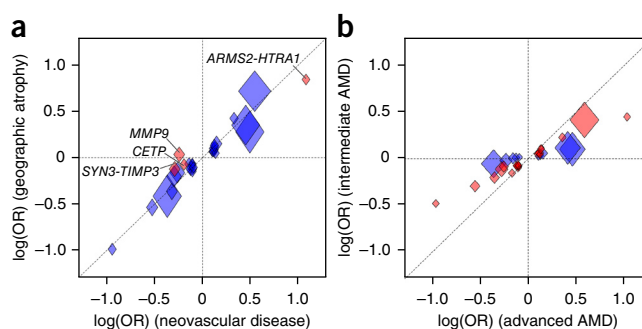 a
ARMS2-HTRA1
MMP9
CETP
SYN3-TIMP3
1.0
0.5
0
−0.5
−1.0
log(OR) (geographic atrophy)
−1.0 −0.5 0 0.5 1.0
log(OR) (neovascular disease)
b
1.0
0.5
0
−0.5
−1.0
log(OR) (intermediate AMD)
−1.0 −0.5 0 0.5 1.0
log(OR) (advanced AMD)